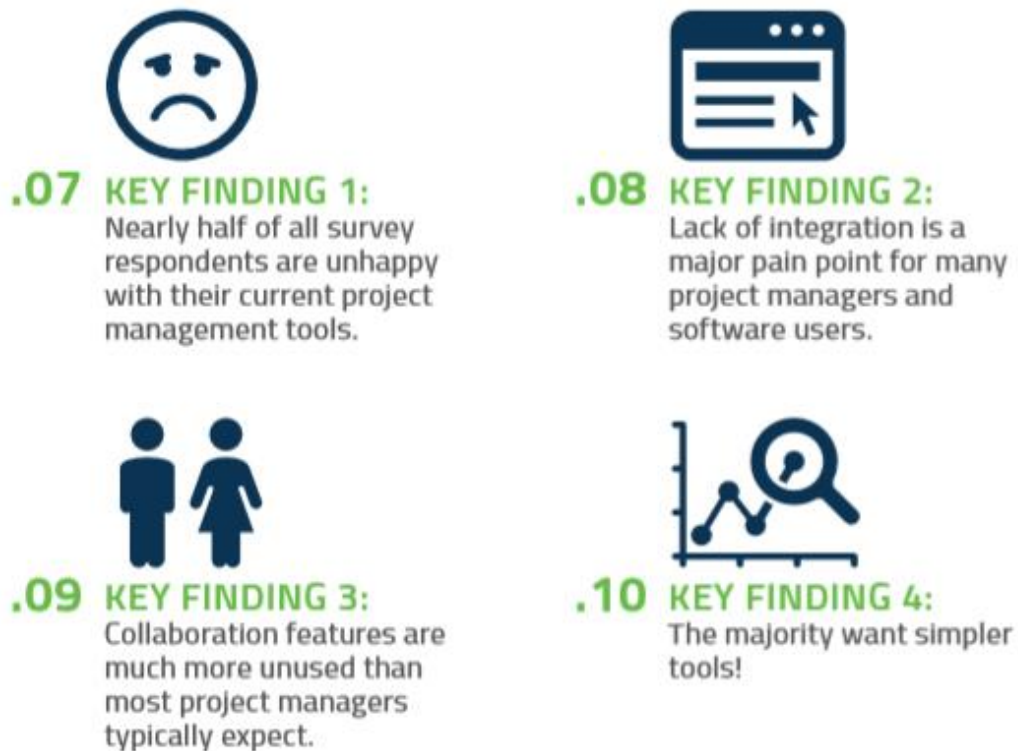 .07 KEY FINDING 1:
Nearly half of all survey
respondents are unhappy
with their current project
management tools.
.08 KEY FINDING 2:
Lack of integration is a
major pain point for many
project managers and
software users.
.09 KEY FINDING 3:
Collaboration features are
much more unused than
most project managers
typically expect.
.10 KEY FINDING 4:
The majority want simpler
tools!